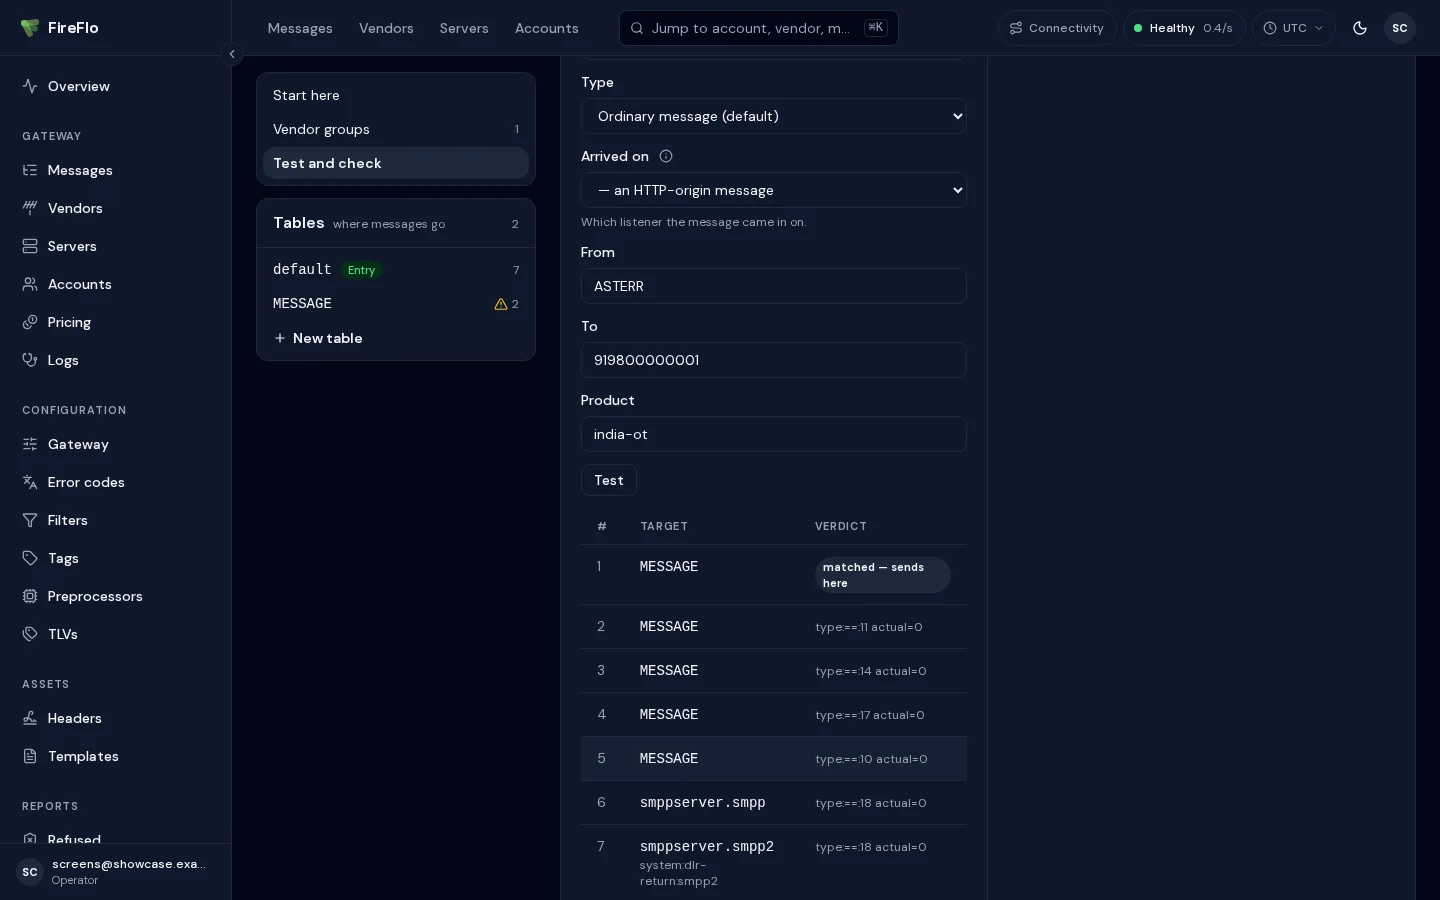 FireFlo
Messages
Vendors
Servers
Accounts
Jump to account, vendor, m...
⌘K
Connectivity
Healthy 0.4/s
UTC
SC
Overview
GATEWAY
Messages
Vendors
Servers
Accounts
Pricing
Logs
CONFIGURATION
Gateway
Error codes
Filters
Tags
Preprocessors
TLVs
ASSETS
Headers
Templates
REPORTS
Refused
SC
screens@showcase.exa...
Operator
Start here
Vendor groups 1
Test and check
Tables where messages go 2
default Entry 7
MESSAGE 2
+ New table
Type
Ordinary message (default)
Arrived on
— an HTTP-origin message
Which listener the message came in on.
From
ASTERR
To
919800000001
Product
india-ot
Test
# TARGET VERDICT
1 MESSAGE matched — sends
here
2 MESSAGE type:==:11 actual=0
3 MESSAGE type:==:14 actual=0
4 MESSAGE type:==:17 actual=0
5 MESSAGE type:==:10 actual=0
6 smppserver.smpp type:==:18 actual=0
7 smppserver.smpp2 type:==:18 actual=0
system:dlr-
return:smpp2